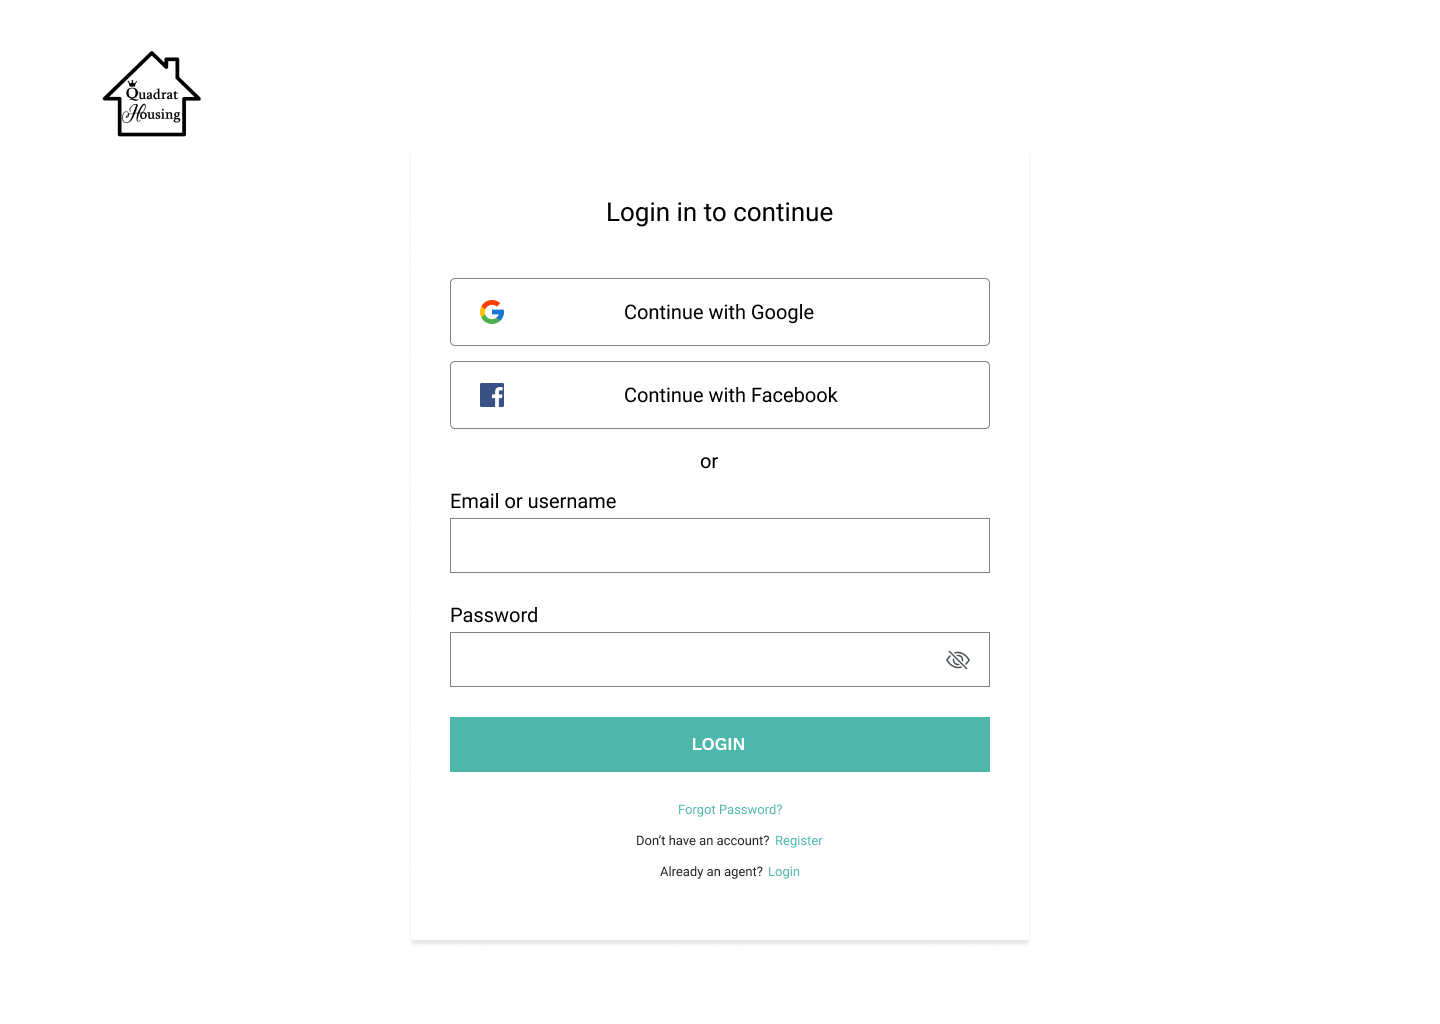 Quadrat
Housing
Login in to continue
Continue with Google
Continue with Facebook
or
Email or username
Password
LOGIN
Forgot Password?
Don’t have an account? Register
Already an agent? Login